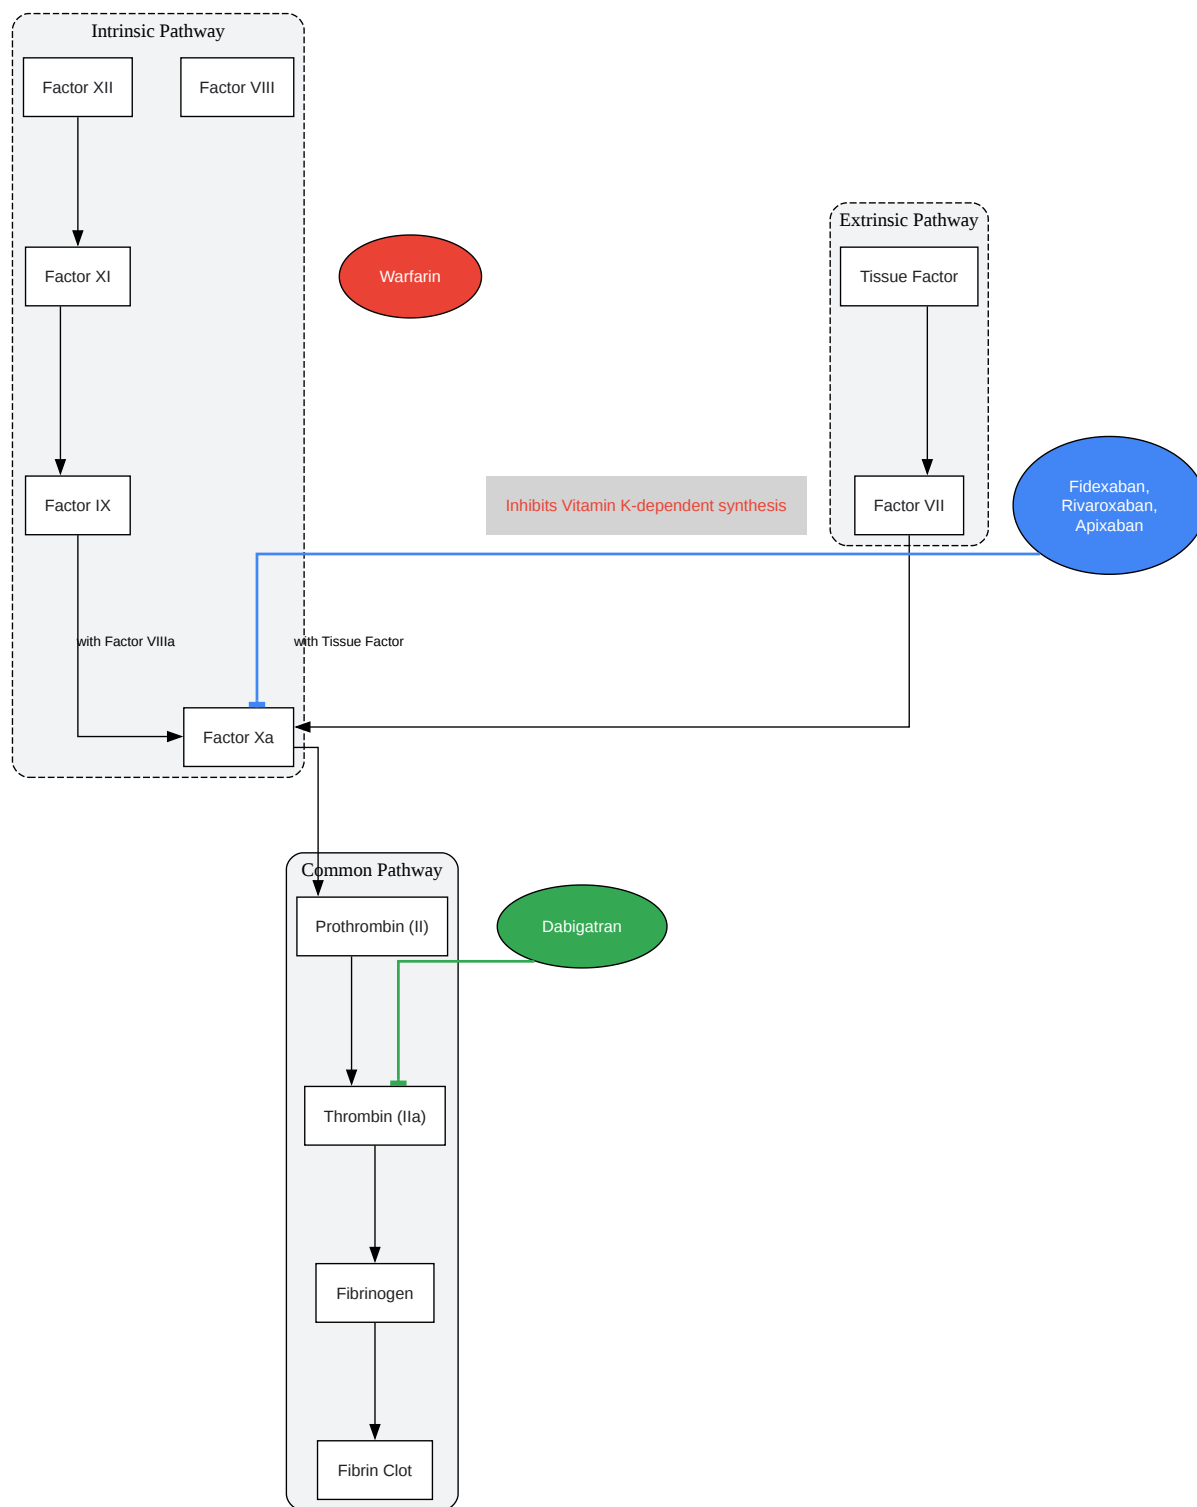 Intrinsic Pathway
Factor XII
Factor VIII
Extrinsic Pathway
Factor XI
Warfarin
Tissue Factor
Factor IX
Inhibits Vitamin K-dependent synthesis
Factor VII
Fidexaban,
Rivaroxaban,
Apixaban
with Factor VIIIa
with Tissue Factor
Factor Xa
Common Pathway
Prothrombin (II)
Dabigatran
Thrombin (IIa)
Fibrinogen
Fibrin Clot